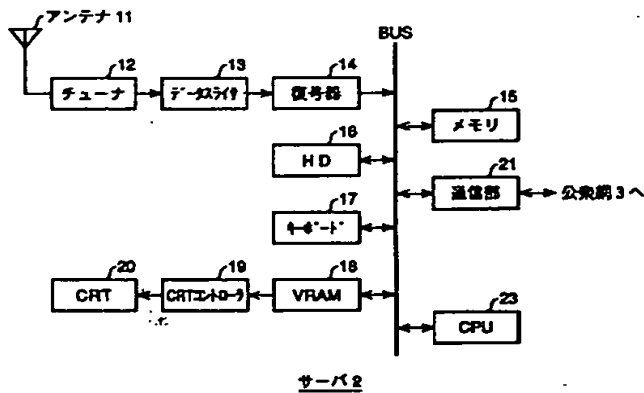 アンテナ11
BUS
12
チューナ
13
データスライサ
14
復号器
15
メモリ
16
HD
21
通信部
公衆網3へ
17
キーボード
20
CRT
19
CRTコントローラ
18
VRAM
23
CPU
サーバ2